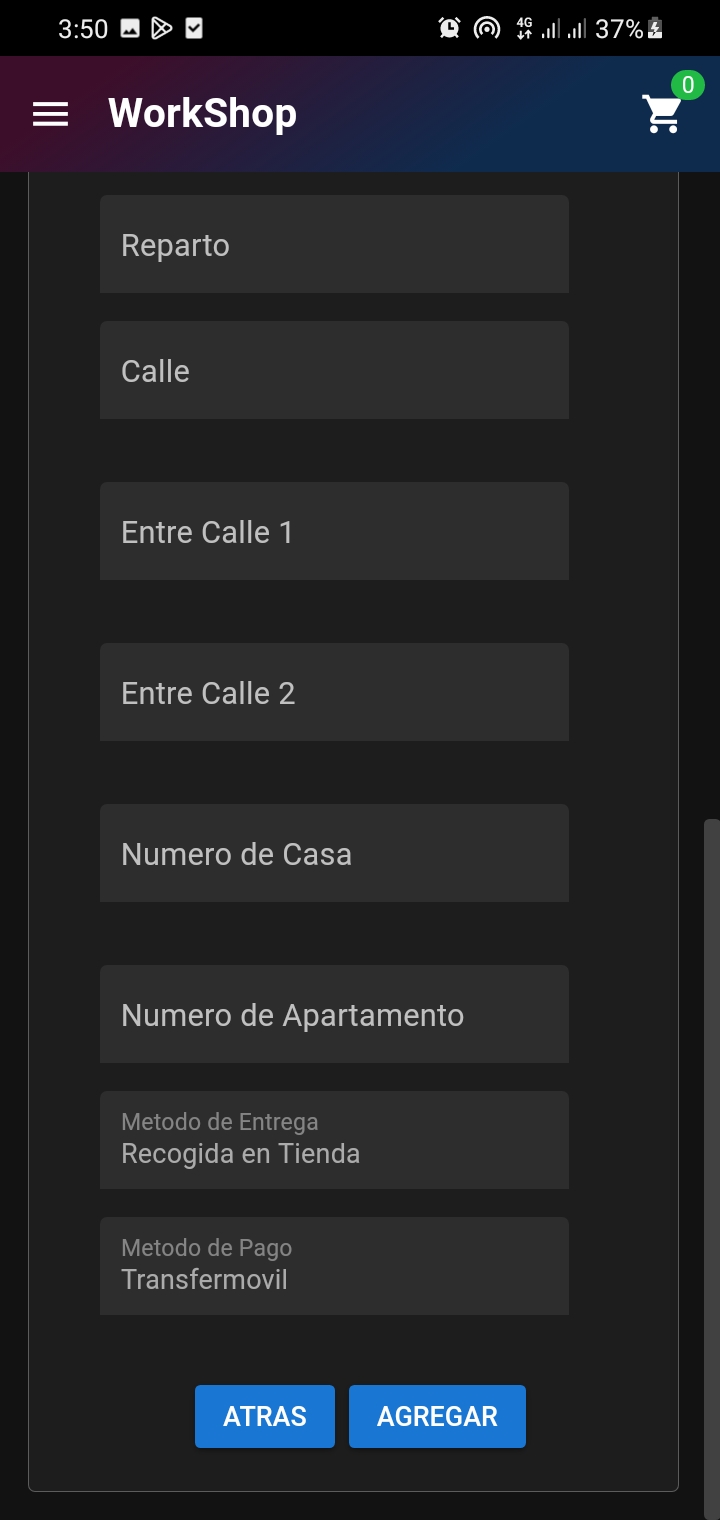 3:50
4G
37%
WorkShop
0
Reparto
Calle
Entre Calle 1
Entre Calle 2
Numero de Casa
Numero de Apartamento
Metodo de Entrega
Recogida en Tienda
Metodo de Pago
Transfermovil
ATRAS
AGREGAR